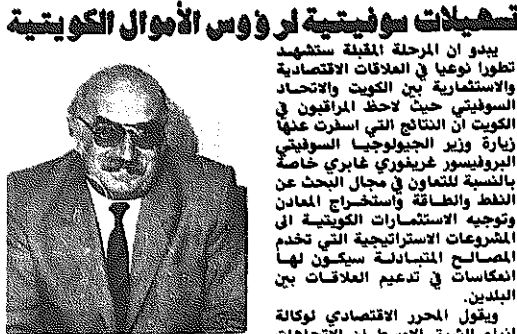 تسهيلات سوفيتية لرؤوس الأموال الكويتية
يبدو ان المرحلة المقبلة ستشهد
تطورا نوعيا في العلاقات الاقتصادية
والاستثمارية بين الكويت والاتحاد
السوفيتي حيث لاحظ المراقبون في
الكويت ان النتائج التي اسفرت عنها
زيارة وزير الجيولوجيا السوفيتي
البروفيسور غريغوري غابري خاصة
بالنسبة للتعاون في مجال البحث عن
النفط والطاقة واستخراج المعادن
وتوجيه الاستثمارات الكويتية الى
المشروعات الاستراتيجية التي تخدم
المصالح المتبادلة سيكون لها
انعكاسات في تدعيم العلاقات بين
البلدين.
ويقول المحرر الاقتصادي لوكالة